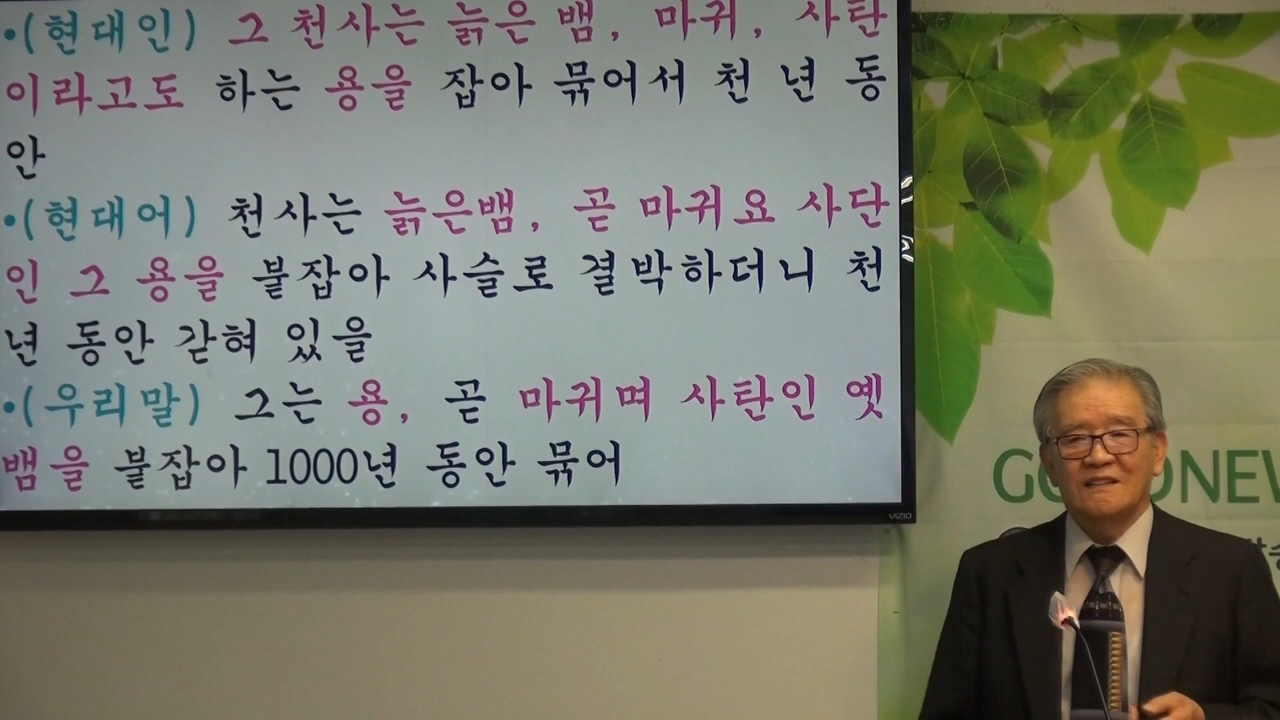 •(현대인) 그 천사는 늙은 뱀, 마귀, 사탄
이라고도 하는 용을 잡아 묶어서 천 년 동
안
•(현대어) 천사는 늙은뱀, 곧 마귀요 사단
인 그 용을 붙잡아 사슬로 결박하더니 천
년 동안 갇혀 있을
•(우리말) 그는 용, 곧 마귀며 사탄인 옛
뱀을 붙잡아 1000년 동안 묶어
VIZIO